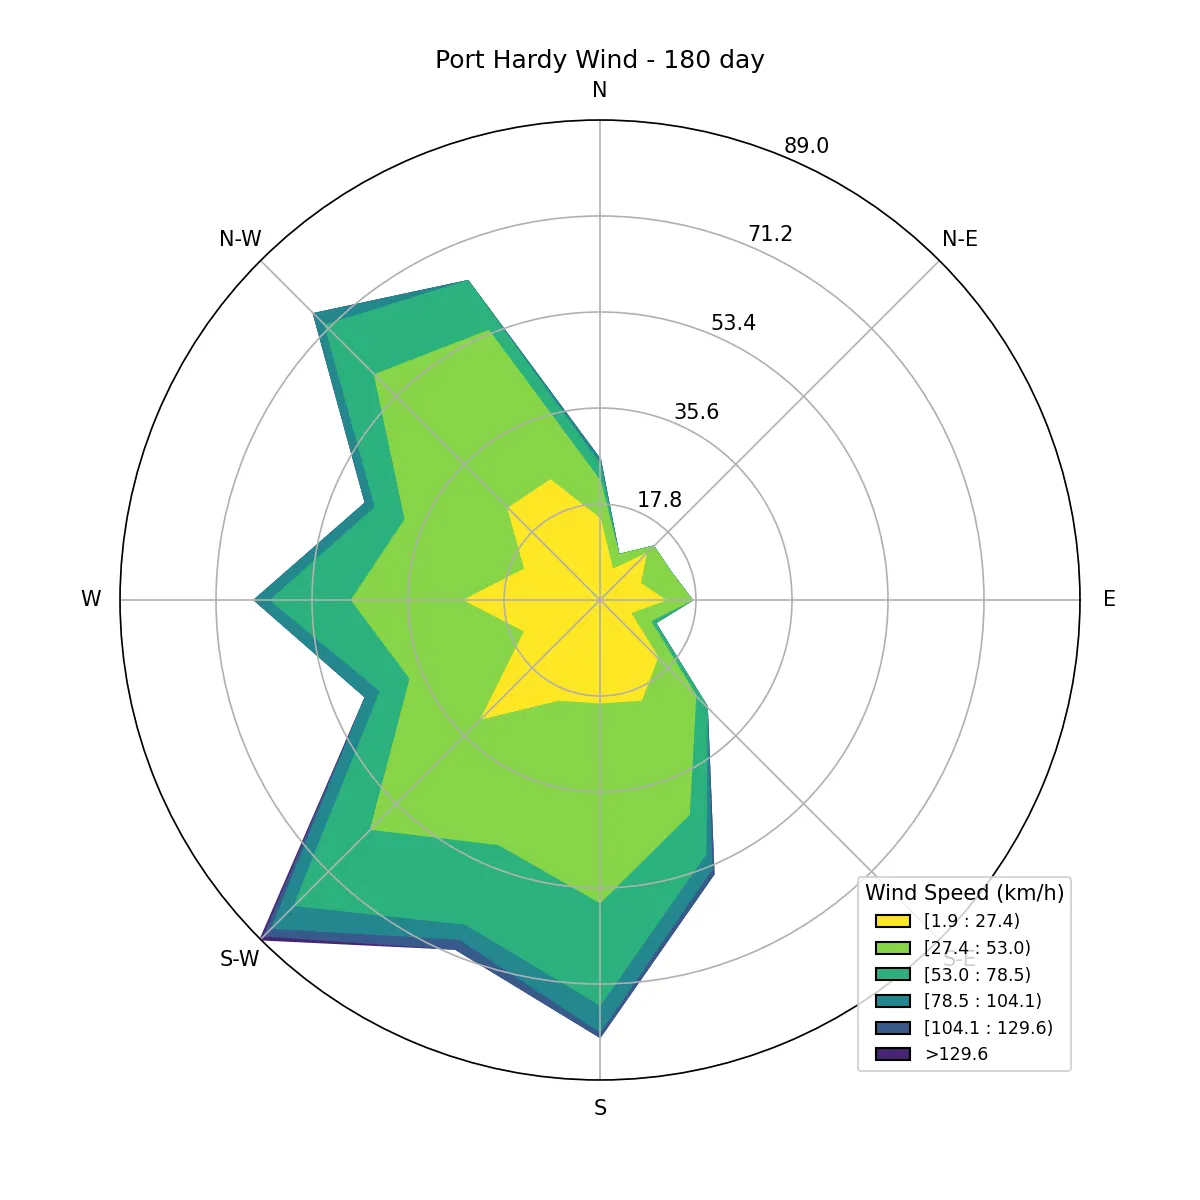 Port Hardy Wind - 180 day
N
89.0
71.2
N-W
N-E
53.4
35.6
17.8
W
E
S-W
S-E
S
Wind Speed (km/h)
[1.9 : 27.4)
[27.4 : 53.0)
[53.0 : 78.5)
[78.5 : 104.1)
[104.1 : 129.6)
>129.6